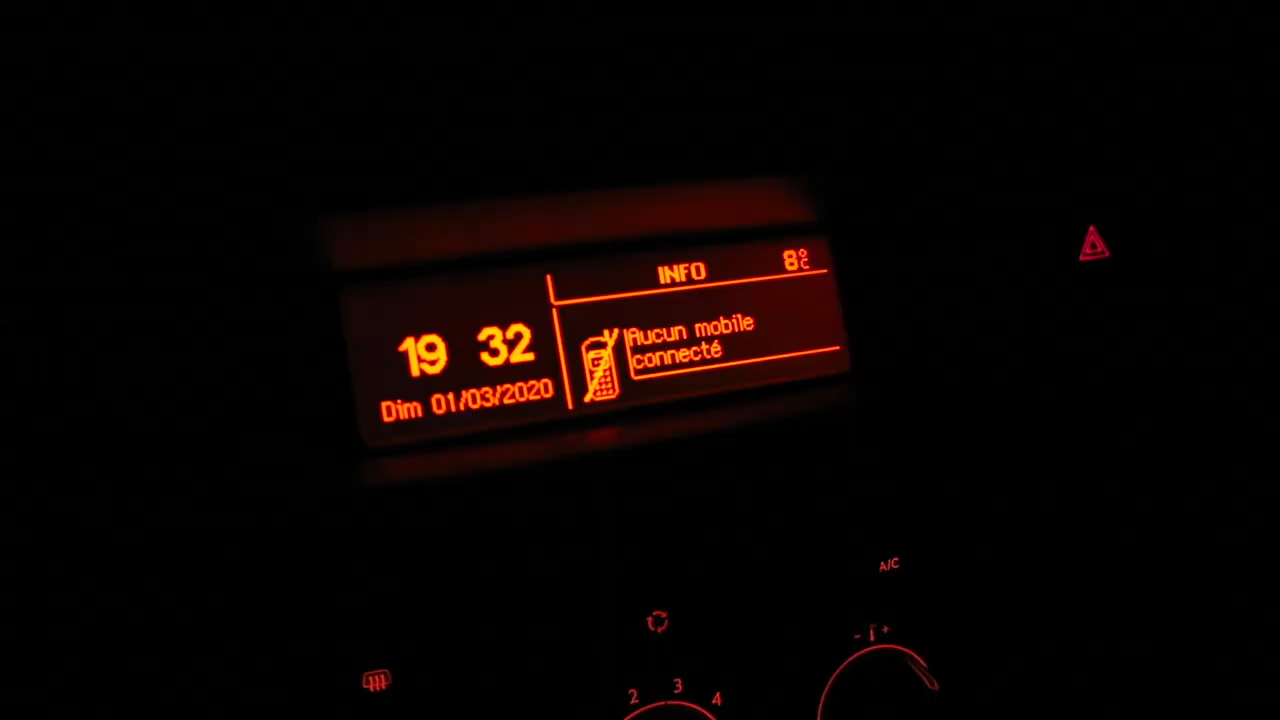 INFO 8°C
19 32
Aucun mobile
connecté
Dim 01/03/2020
A/C
- +
2 3 4